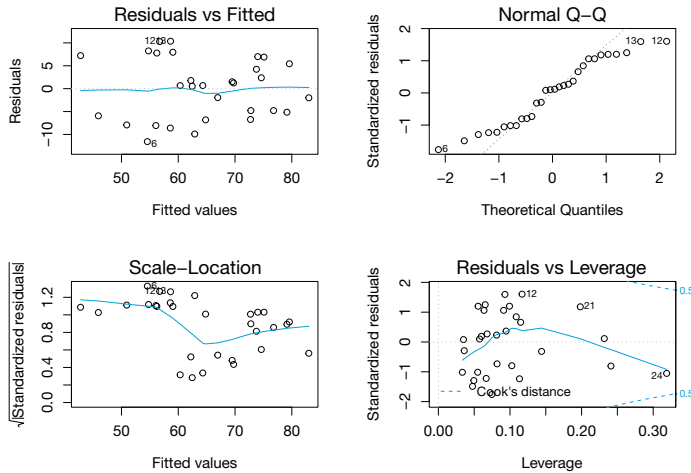 Residuals vs Fitted
Residuals
5
0
−10
12 13
6
50 60 70 80
Fitted values
Normal Q−Q
Standardized residuals
2
1
0
−1
13 12
6
−2 −1 0 1 2
Theoretical Quantiles
Scale−Location
√|Standardized residuals|
1.2
0.8
0.4
0.0
6
12 13
50 60 70 80
Fitted values
Residuals vs Leverage
Standardized residuals
2
1
0
−1
−2
12
21
24
0.5
0.5
Cook's distance
0.00 0.10 0.20 0.30
Leverage